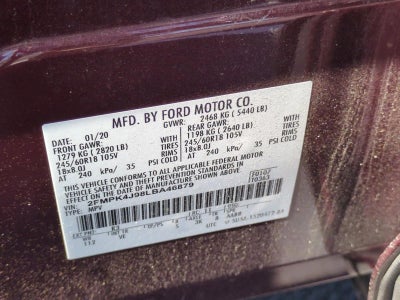 MFD. BY FORD MOTOR CO.
DATE: 01/20 GVWR: 2468 KG ( 5440 LB)
FRONT GAWR: WITH REAR GAWR: WITH
1279 KG ( 2820 LB) TIRES 1198 KG ( 2640 LB) TIRES
245/60R18 105V RIMS 245/60R18 105V RIMS
18x8.0J 18x8.0J
AT 240 kPa/ 35 PSI COLD AT 240 kPa/ 35 PSI COLD
THIS VEHICLE CONFORMS TO ALL APPLICABLE FEDERAL MOTOR
VEHICLE SAFETY AND THEFT PREVENTION STANDARDS IN
EFFECT ON THE DATE OF MANUFACTURE SHOWN ABOVE.
VIN: 2FMPK4J98LBA46879
TYPE: MPV
EXT PNT:
112
UTC